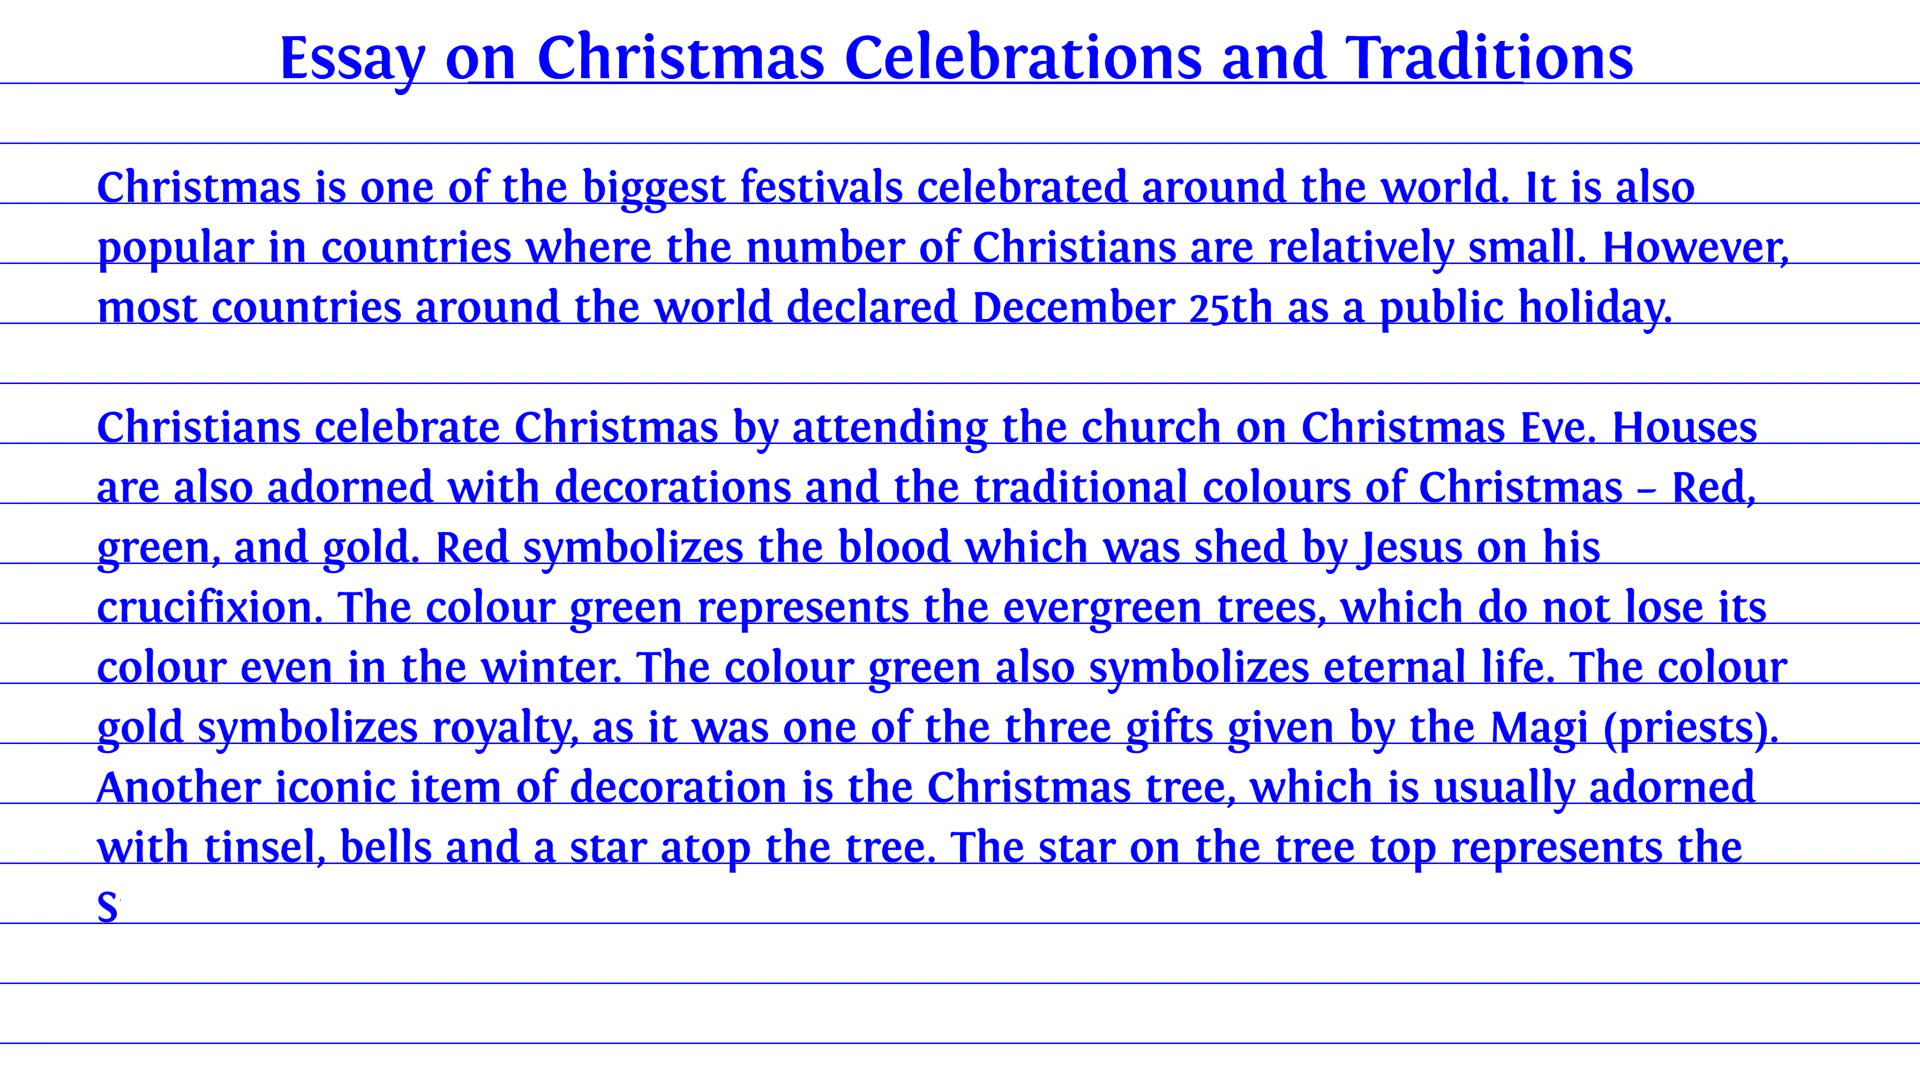 Essay on Christmas Celebrations and Traditions
Christmas is one of the biggest festivals celebrated around the world. It is also
popular in countries where the number of Christians are relatively small. However,
most countries around the world declared December 25th as a public holiday.
Christians celebrate Christmas by attending the church on Christmas Eve. Houses
are also adorned with decorations and the traditional colours of Christmas – Red,
green, and gold. Red symbolizes the blood which was shed by Jesus on his
crucifixion. The colour green represents the evergreen trees, which do not lose its
colour even in the winter. The colour green also symbolizes eternal life. The colour
gold symbolizes royalty, as it was one of the three gifts given by the Magi (priests).
Another iconic item of decoration is the Christmas tree, which is usually adorned
with tinsel, bells and a star atop the tree. The star on the tree top represents the
S